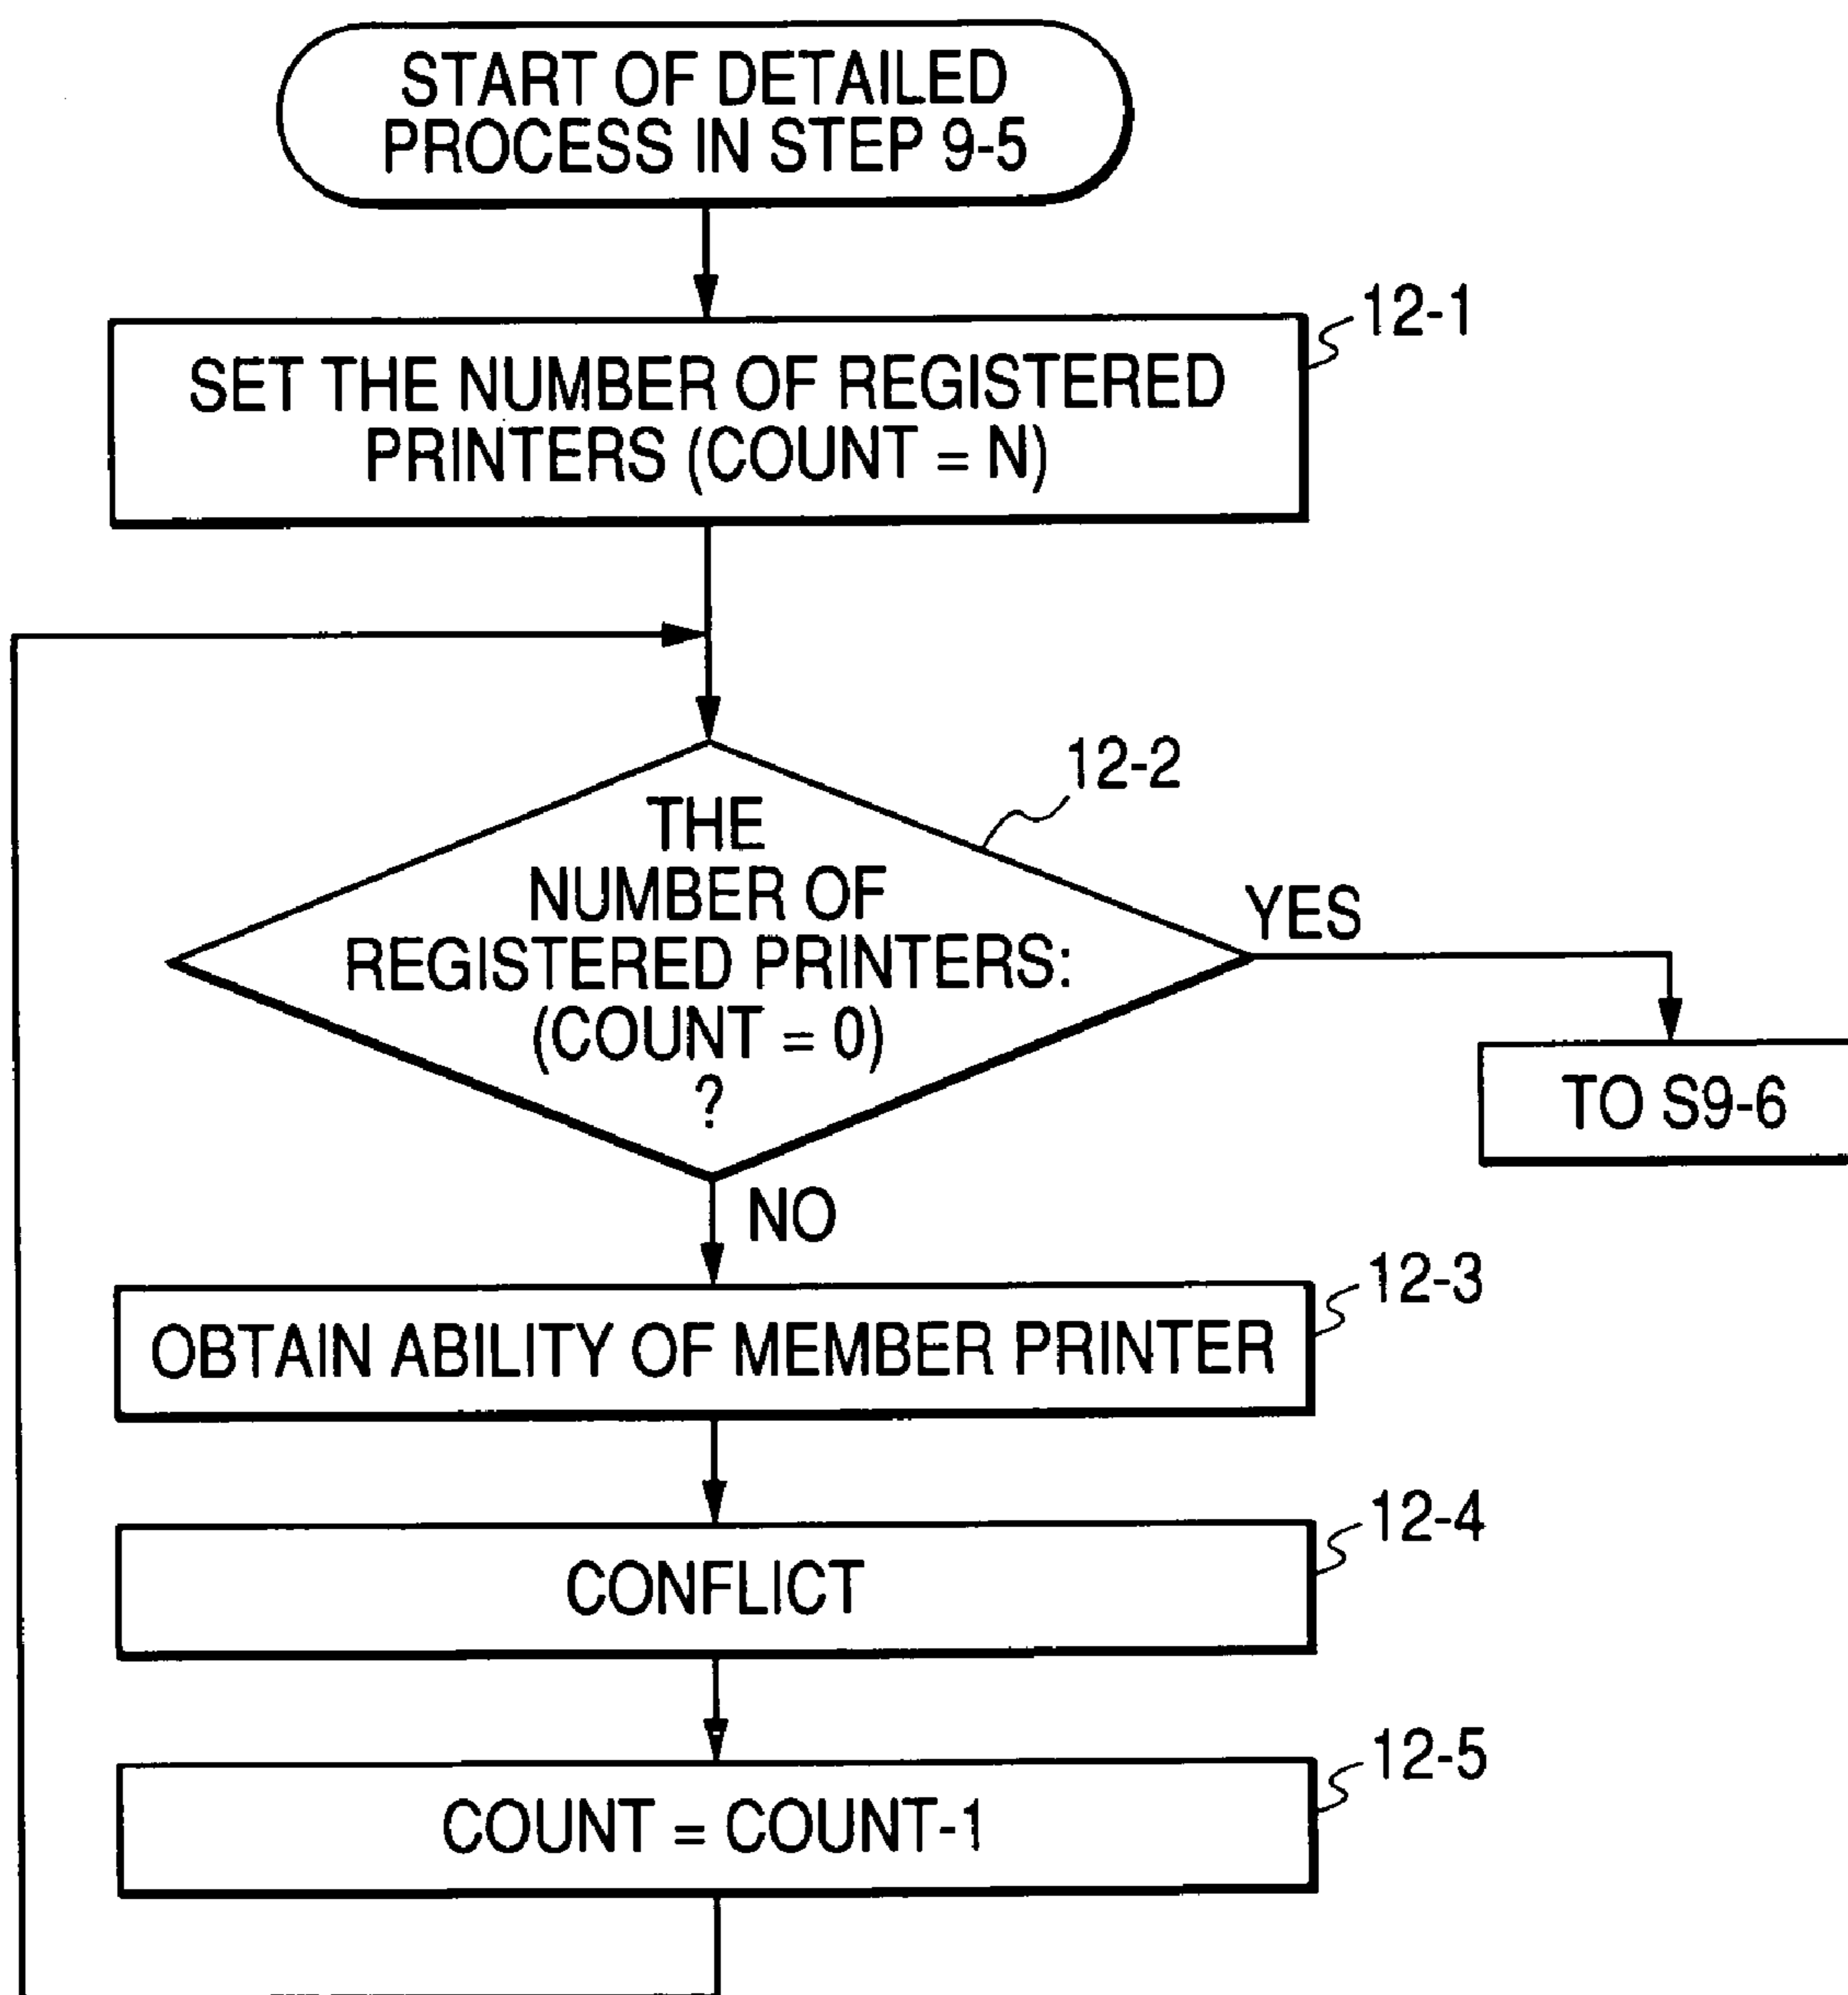 START OF DETAILED
PROCESS IN STEP 9-5
12-1
SET THE NUMBER OF REGISTERED
PRINTERS (COUNT = N)
12-2
THE
NUMBER OF
REGISTERED PRINTERS:
(COUNT = 0)
?
YES
TO S9-6
NO
12-3
OBTAIN ABILITY OF MEMBER PRINTER
12-4
CONFLICT
12-5
COUNT = COUNT-1